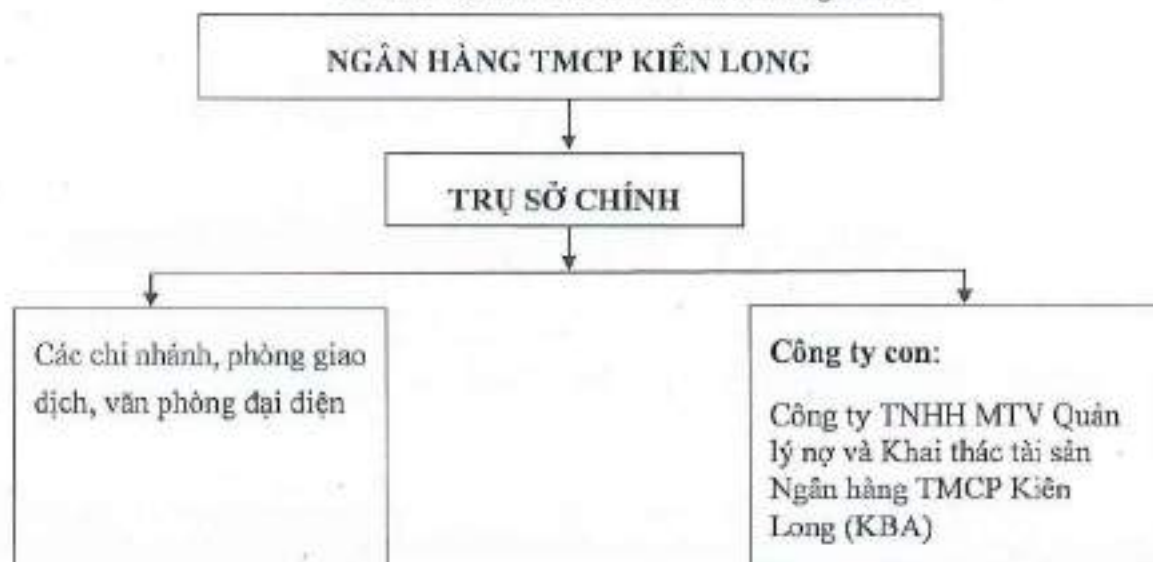 NGÂN HÀNG TMCP KIÊN LONG
TRỤ SỞ CHÍNH
Các chi nhánh, phòng giao
dịch, văn phòng đại diện
Công ty con:
Công ty TNHH MTV Quản
lý nợ và Khai thác tài sản
Ngân hàng TMCP Kiên
Long (KBA)